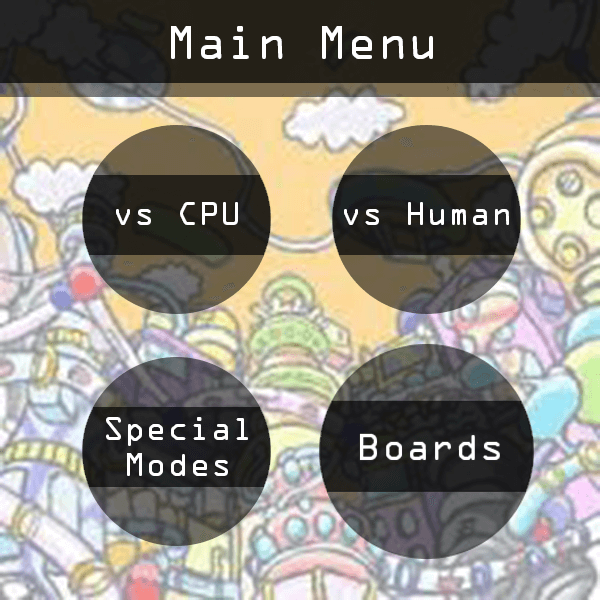 Main Menu
vs CPU
vs Human
Special
Modes
Boards